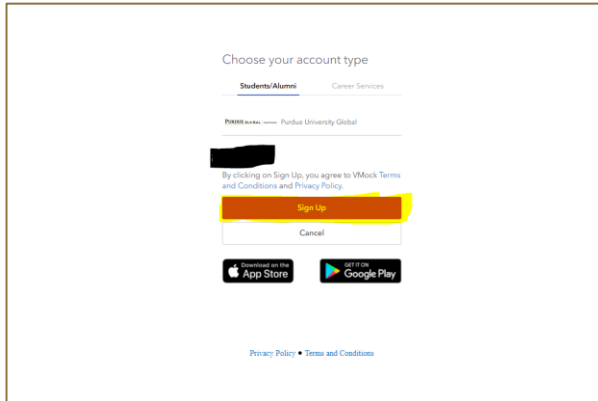 Choose your account type
Students/Alumni Career Services
PURDUE GLOBAL Purdue University Global
By clicking on Sign Up, you agree to VMock Terms
and Conditions and Privacy Policy.
Sign Up
Cancel
Download on the
App Store
GET IT ON
Google Play
Privacy Policy • Terms and Conditions